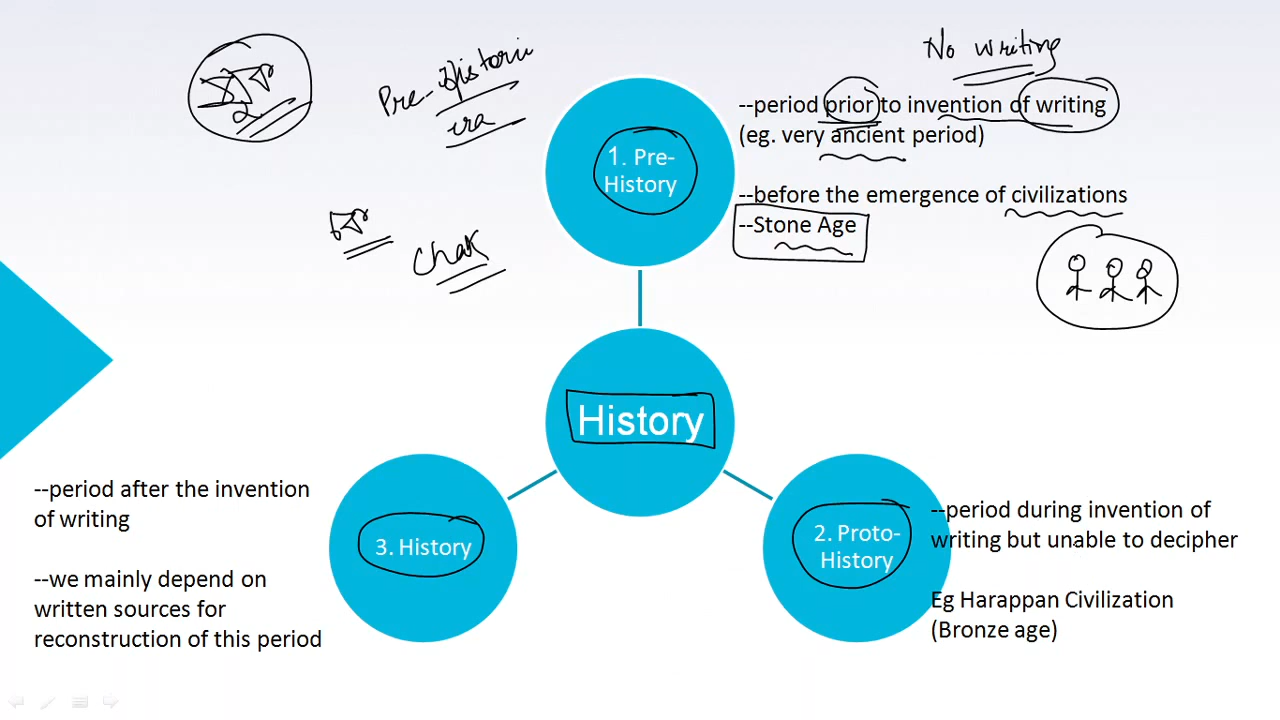 No writing
Pre-Historic
era
--period prior to invention of writing
(eg. very ancient period)
1. Pre-
History
--before the emergence of civilizations
--Stone Age
Chak
History
--period after the invention
of writing
3. History
--we mainly depend on
written sources for
reconstruction of this period
2. Proto-
History
--period during invention of
writing but unable to decipher
Eg Harappan Civilization
(Bronze age)